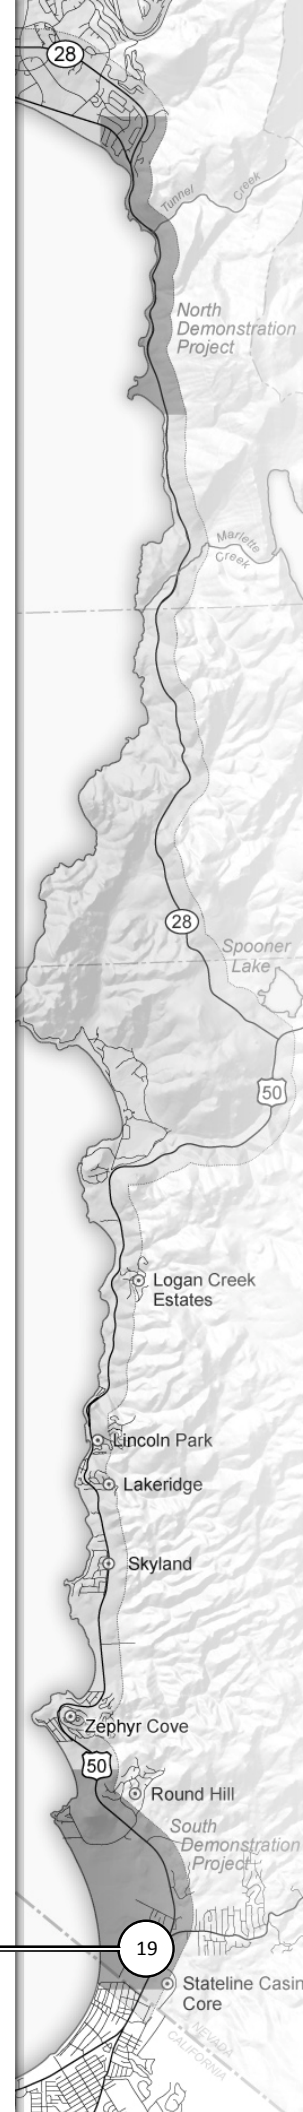 28
Tunnel Creek
North
Demonstration
Project
Marlette
Creek
28
Spooner
Lake
50
Logan Creek
Estates
Lincoln Park
Lakeridge
Skyland
Zephyr Cove
50
Round Hill
South
Demonstration
Project
19
Stateline Casin
Core
NEVADA
CALIFORNIA